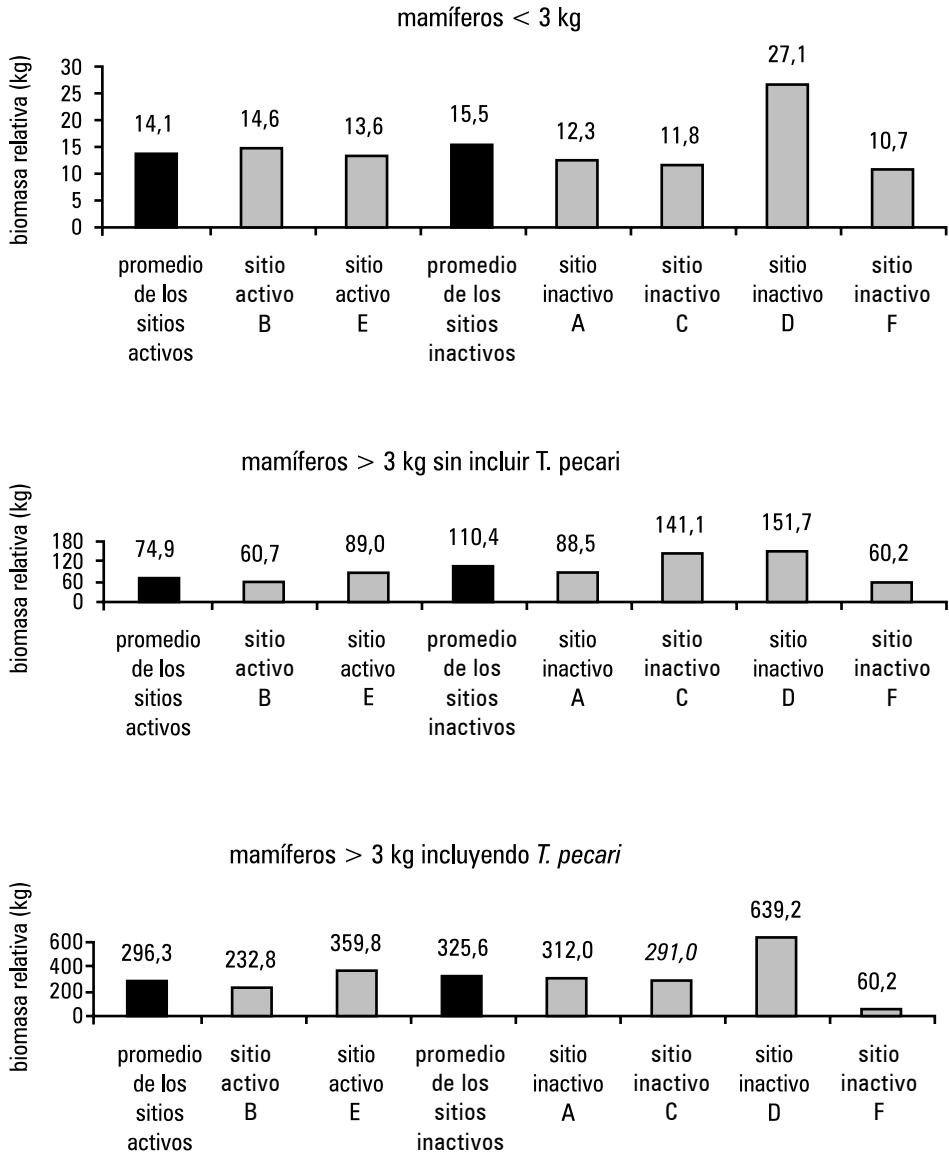 mamíferos < 3 kg
biomasa relativa (kg)
30
25
20
15
10
5
0
14,1
14,6
13,6
15,5
12,3
11,8
27,1
10,7
promedio
de los
sitios
activos
sitio
activo
B
sitio
activo
E
promedio
de los
sitios
inactivos
sitio
inactivo
A
sitio
inactivo
C
sitio
inactivo
D
sitio
inactivo
F
mamíferos > 3 kg sin incluir T. pecari
biomasa relativa (kg)
180
120
60
0
74,9
60,7
89,0
110,4
88,5
141,1
151,7
60,2
promedio
de los
sitios
activos
sitio
activo
B
sitio
activo
E
promedio
de los
sitios
inactivos
sitio
inactivo
A
sitio
inactivo
C
sitio
inactivo
D
sitio
inactivo
F
mamíferos > 3 kg incluyendo T. pecari
biomasa relativa (kg)
600
400
200
0
296,3
232,8
359,8
325,6
312,0
291,0
639,2
60,2
promedio
de los
sitios
activos
sitio
activo
B
sitio
activo
E
promedio
de los
sitios
inactivos
sitio
inactivo
A
sitio
inactivo
C
sitio
inactivo
D
sitio
inactivo
F